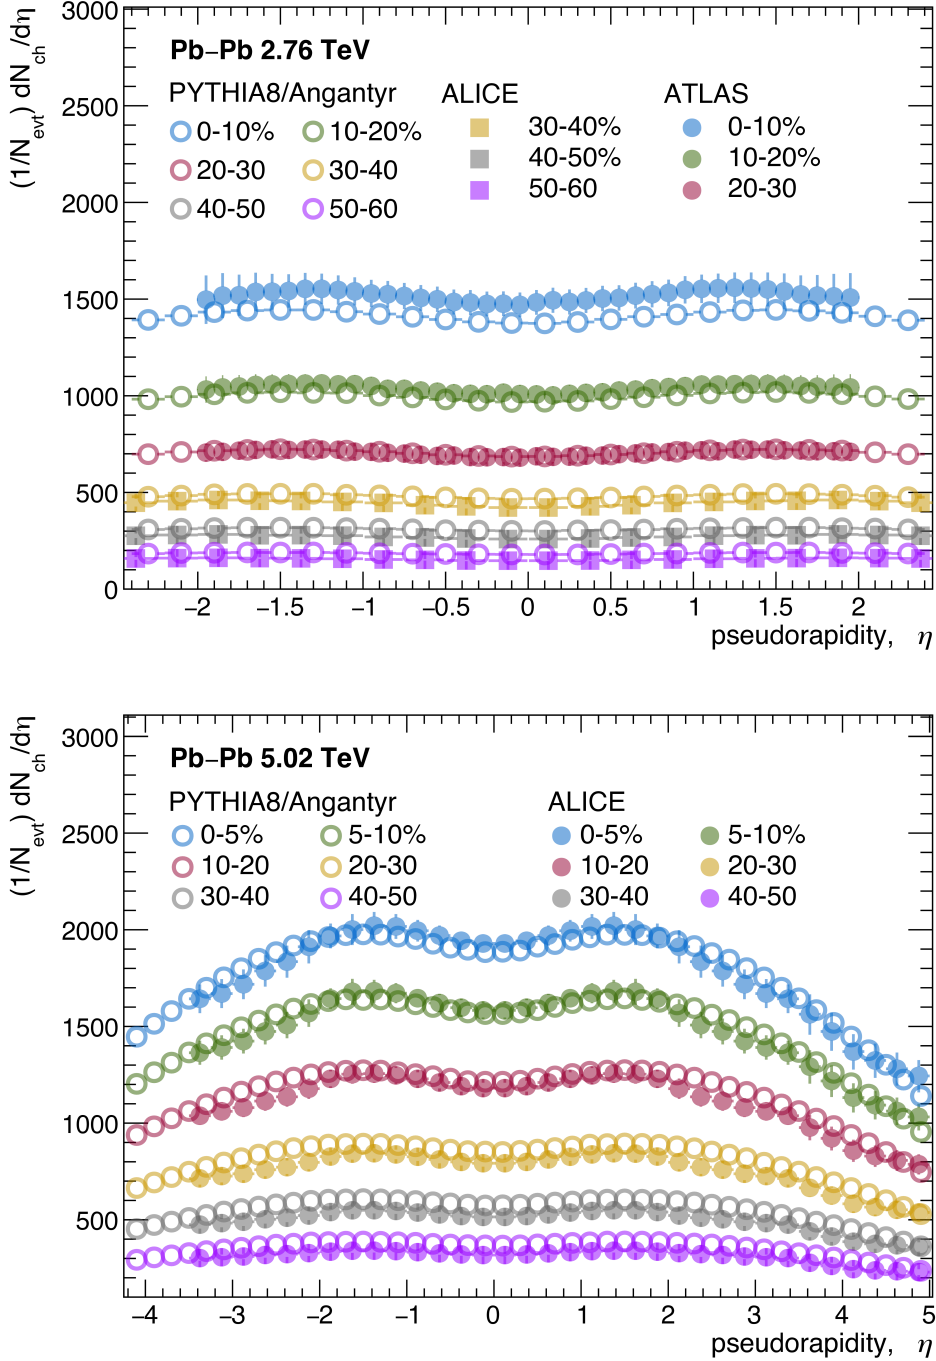 3000
2500
2000
1500
1000
500
0
(1/N_evt) dN_ch/dη
Pb−Pb 2.76 TeV
PYTHIA8/Angantyr ALICE ATLAS
0-10% 10-20% 30-40% 0-10%
20-30 30-40 40-50% 10-20%
40-50 50-60 50-60 20-30
−2 −1.5 −1 −0.5 0 0.5 1 1.5 2
pseudorapidity, η
3000
2500
2000
1500
1000
500
(1/N_evt) dN_ch/dη
Pb−Pb 5.02 TeV
PYTHIA8/Angantyr ALICE
0-5% 5-10% 0-5% 5-10%
10-20 20-30 10-20 20-30
30-40 40-50 30-40 40-50
−4 −3 −2 −1 0 1 2 3 4 5
pseudorapidity, η